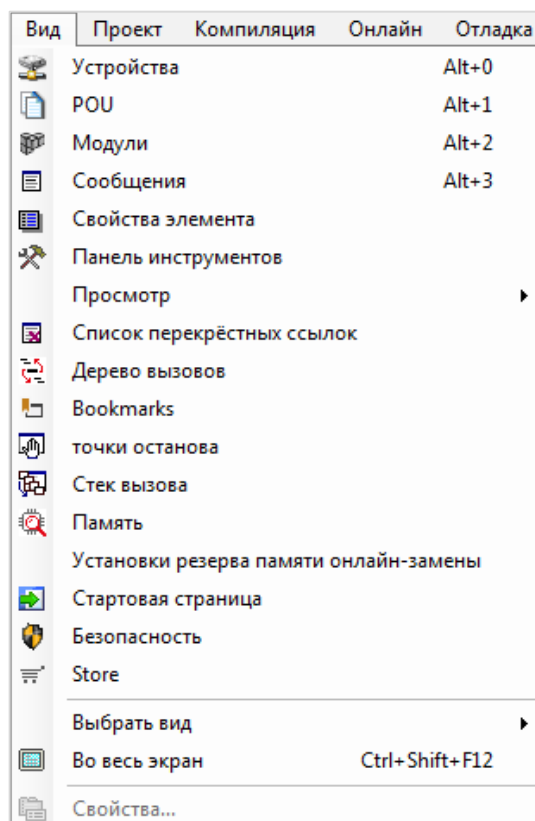 Вид Проект Компиляция Онлайн Отладка
Устройства Alt+0
POU Alt+1
Модули Alt+2
Сообщения Alt+3
Свойства элемента
Панель инструментов
Просмотр
Список перекрёстных ссылок
Дерево вызовов
Bookmarks
точки останова
Стек вызова
Память
Установки резерва памяти онлайн-замены
Стартовая страница
Безопасность
Store
Выбрать вид
Во весь экран Ctrl+Shift+F12
Свойства...